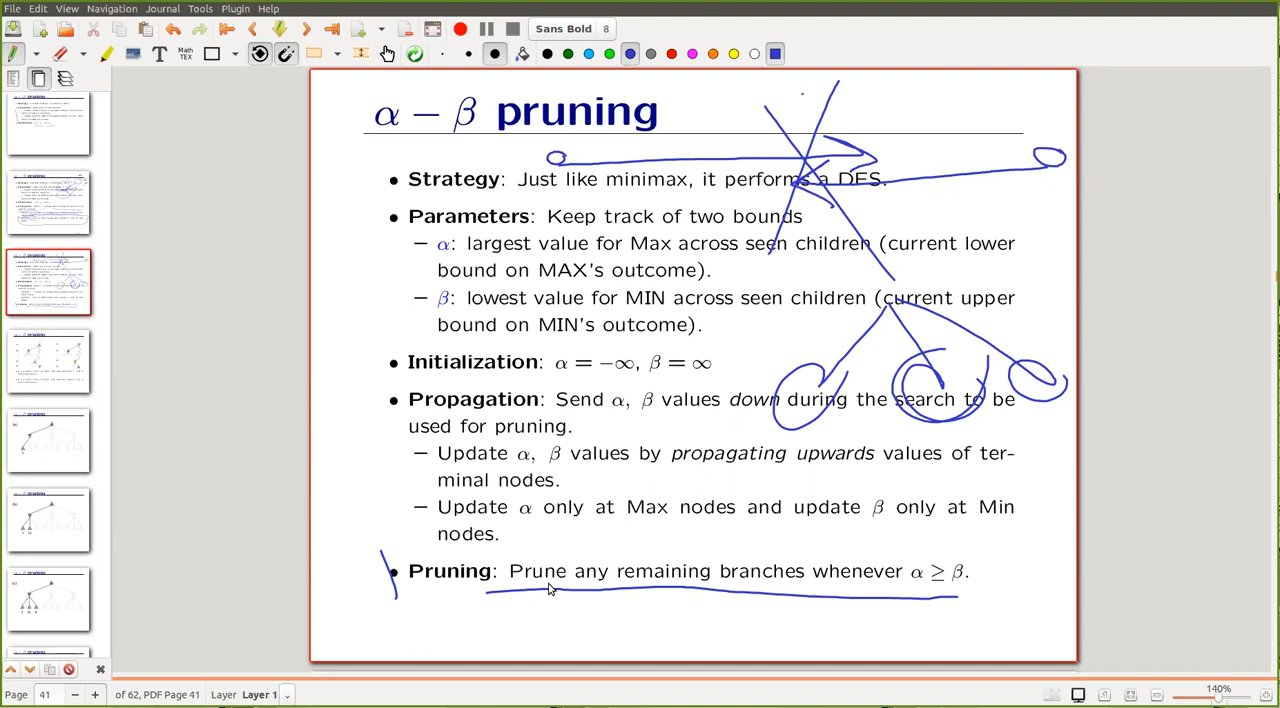 File Edit View Navigation Journal Tools Plugin Help
Sans Bold 8
T Math TEX
α − β pruning
• Strategy: Just like minimax, it performs a DFS.
• Parameters: Keep track of two bounds
– α: largest value for Max across seen children (current lower
bound on MAX's outcome).
– β: lowest value for MIN across seen children (current upper
bound on MIN's outcome).
• Initialization: α = −∞, β = ∞
• Propagation: Send α, β values down during the search to be
used for pruning.
– Update α, β values by propagating upwards values of ter-
minal nodes.
– Update α only at Max nodes and update β only at Min
nodes.
• Pruning: Prune any remaining branches whenever α ≥ β.
Page 41 of 62, PDF Page 41 Layer Layer 1 140%